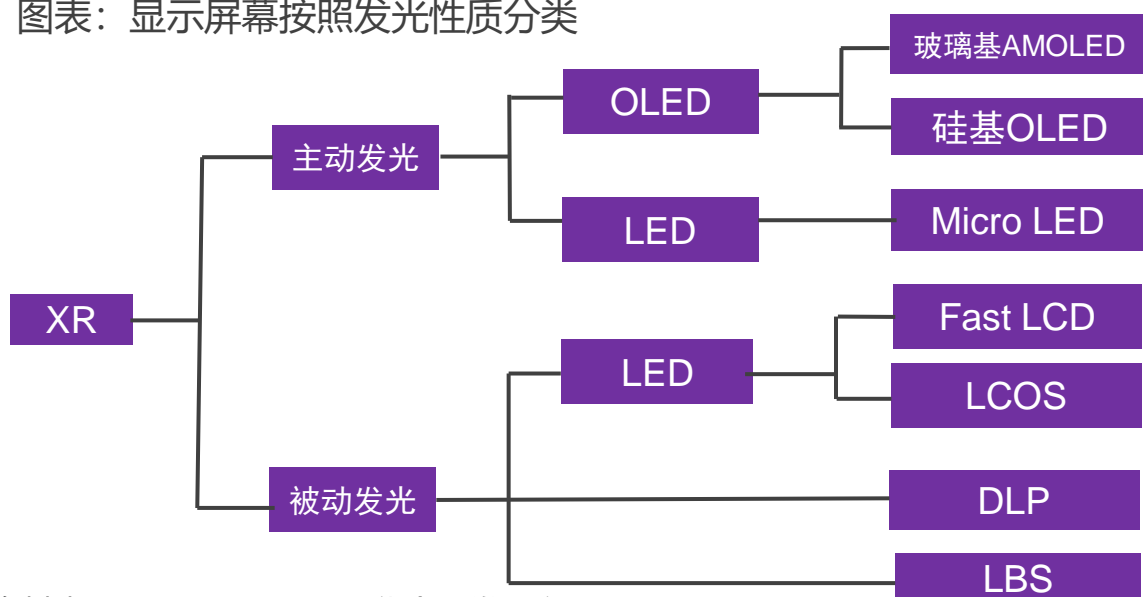 图表：显示屏幕按照发光性质分类
玻璃基AMOLED
OLED
硅基OLED
主动发光
LED
Micro LED
XR
Fast LCD
LED
LCOS
被动发光
DLP
LBS